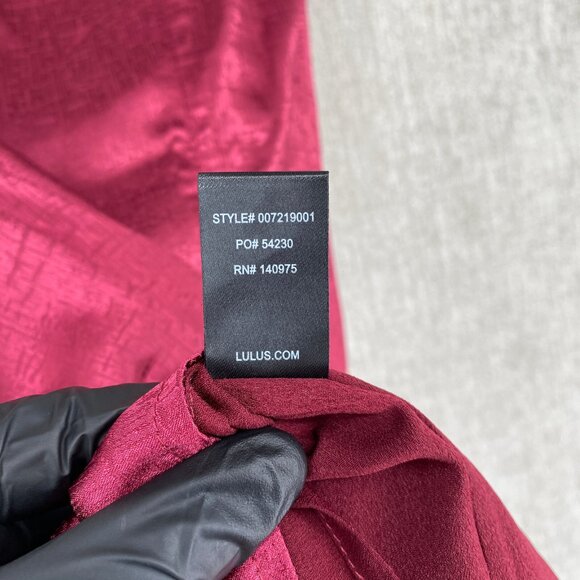 STYLE# 007219001
PO# 54230
RN# 140975
LULUS.COM